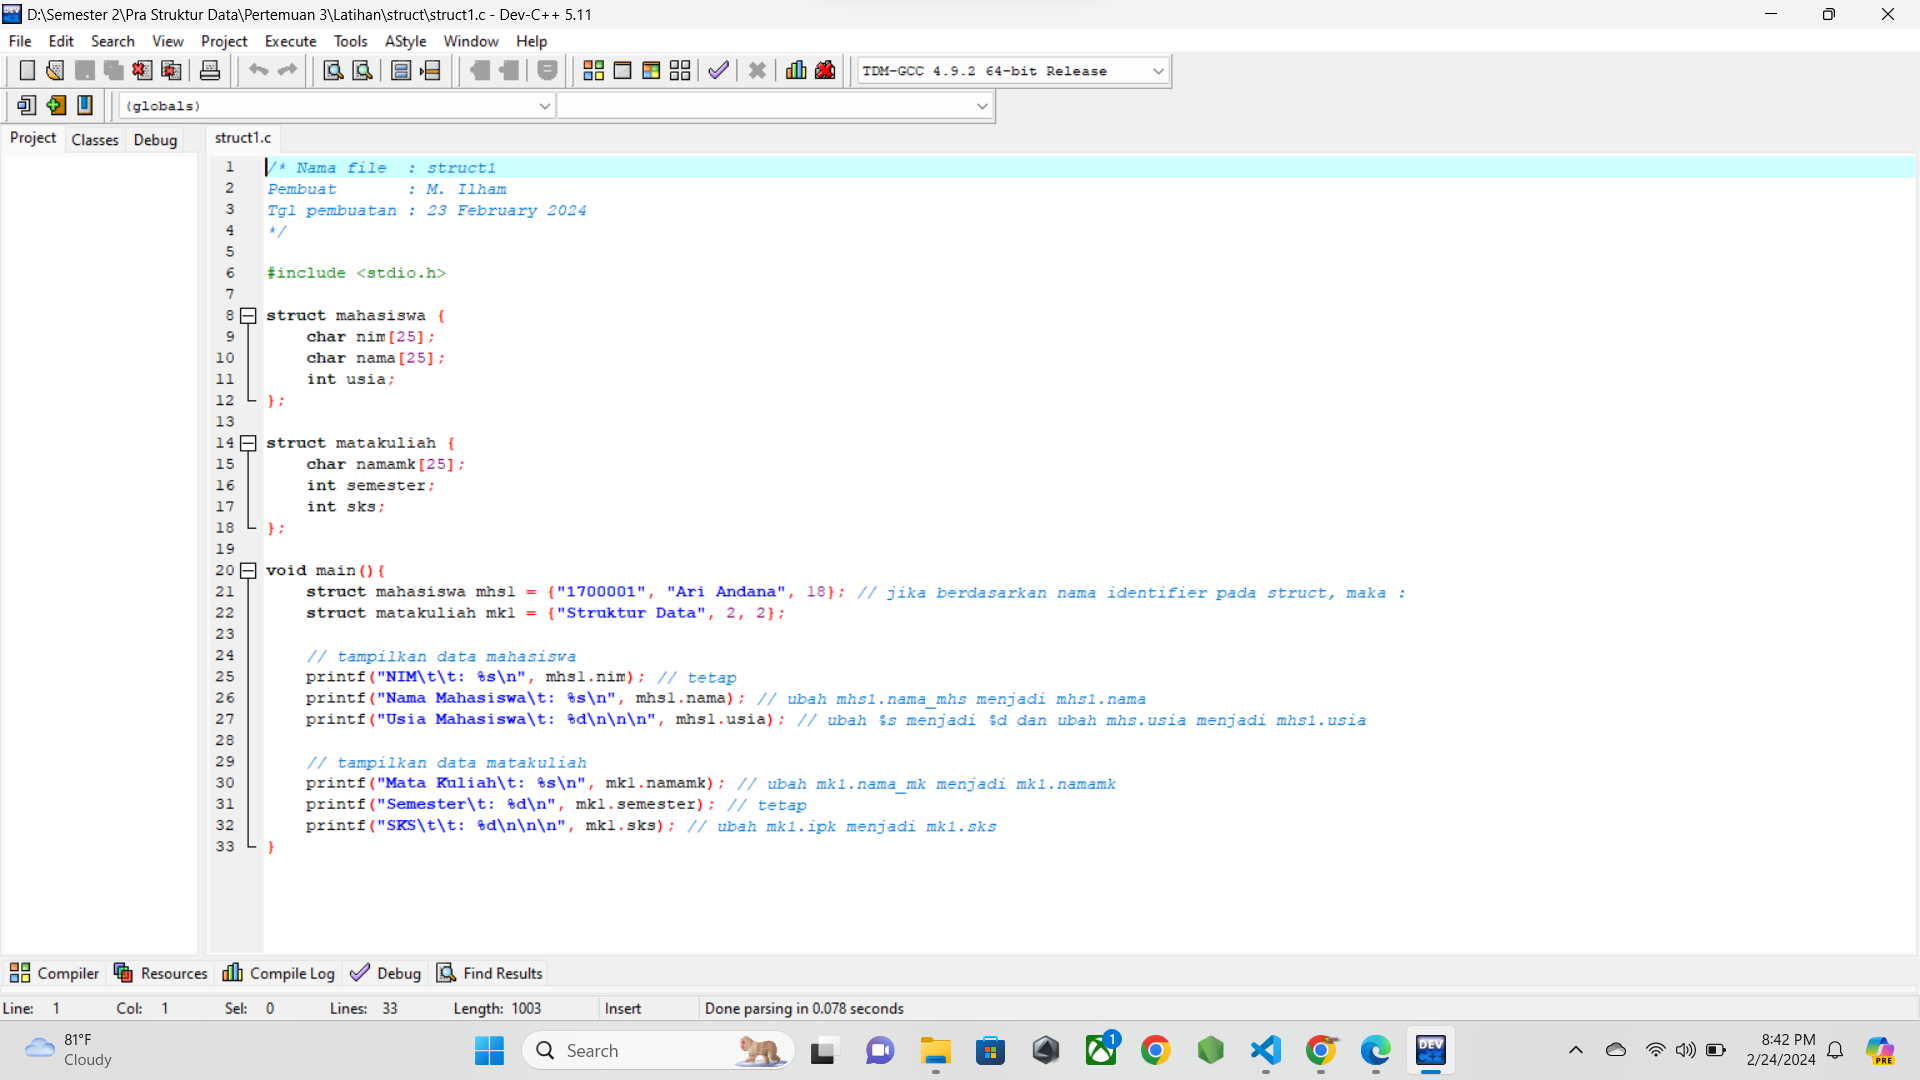 D:\Semester 2\Pra Struktur Data\Pertemuan 3\Latihan\struct\struct1.c - Dev-C++ 5.11
File Edit Search View Project Execute Tools AStyle Window Help
TDM-GCC 4.9.2 64-bit Release
(globals)
Project Classes Debug struct1.c
1 /* Nama file  : struct1
2 Pembuat       : M. Ilham
3 Tgl pembuatan : 23 February 2024
4 */
5
6 #include <stdio.h>
7
8 struct mahasiswa {
9     char nim[25];
10     char nama[25];
11     int usia;
12 };
13
14 struct matakuliah {
15     char namamk[25];
16     int semester;
17     int sks;
18 };
19
20 void main(){
21     struct mahasiswa mhs1 = {"1700001", "Ari Andana", 18}; // jika berdasarkan nama identifier pada struct, maka :
22     struct matakuliah mk1 = {"Struktur Data", 2, 2};
23
24     // tampilkan data mahasiswa
25     printf("NIM\t\t: %s\n", mhs1.nim); // tetap
26     printf("Nama Mahasiswa\t: %s\n", mhs1.nama); // ubah mhs1.nama_mhs menjadi mhs1.nama
27     printf("Usia Mahasiswa\t: %d\n\n\n", mhs1.usia); // ubah %s menjadi %d dan ubah mhs.usia menjadi mhs1.usia
28
29     // tampilkan data matakuliah
30     printf("Mata Kuliah\t: %s\n", mk1.namamk); // ubah mk1.nama_mk menjadi mk1.namamk
31     printf("Semester\t: %d\n", mk1.semester); // tetap
32     printf("SKS\t\t: %d\n\n\n", mk1.sks); // ubah mk1.ipk menjadi mk1.sks
33 }
Compiler Resources Compile Log Debug Find Results
Line: 1 Col: 1 Sel: 0 Lines: 33 Length: 1003 Insert Done parsing in 0.078 seconds
81°F
Cloudy
Search
1
DEV
C++
8:42 PM
2/24/2024
PRE